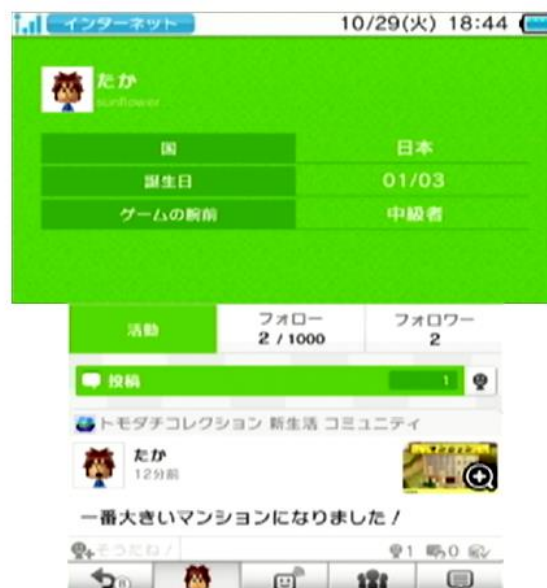 インターネット 10/29(火) 18:44
たか
sunflower
国 日本
誕生日 01/03
ゲームの腕前 中級者
活動 フォロー 2 / 1000 フォロワー 2
投稿 1
トモダチコレクション 新生活 コミュニティ
たか
12分前
一番大きいマンションになりました!
そうだね! 1 0